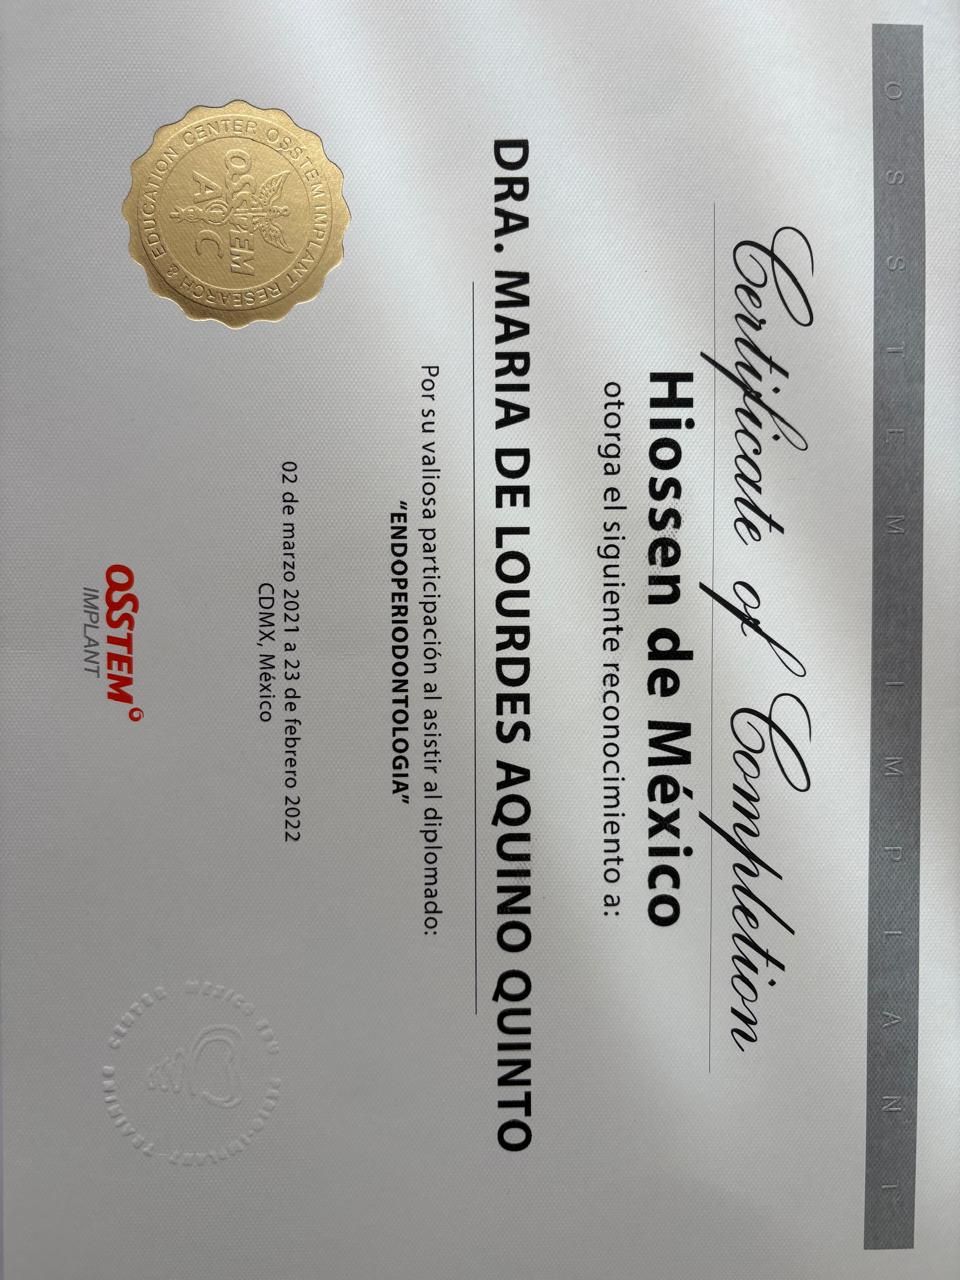 OSSTEM IMPLANT
Certificate of Completion
Hiossen de México
otorga el siguiente reconocimiento a:
DRA. MARIA DE LOURDES AQUINO QUINTO
Por su valiosa participación al asistir al diplomado:
“ENDOPERIODONTOLOGIA”
02 de marzo 2021 a 23 de febrero 2022
CDMX, México
OSSTEM IMPLANT RESEARCH & EDUCATION CENTER
OSSTEM
AIC
OSSTEM
IMPLANT